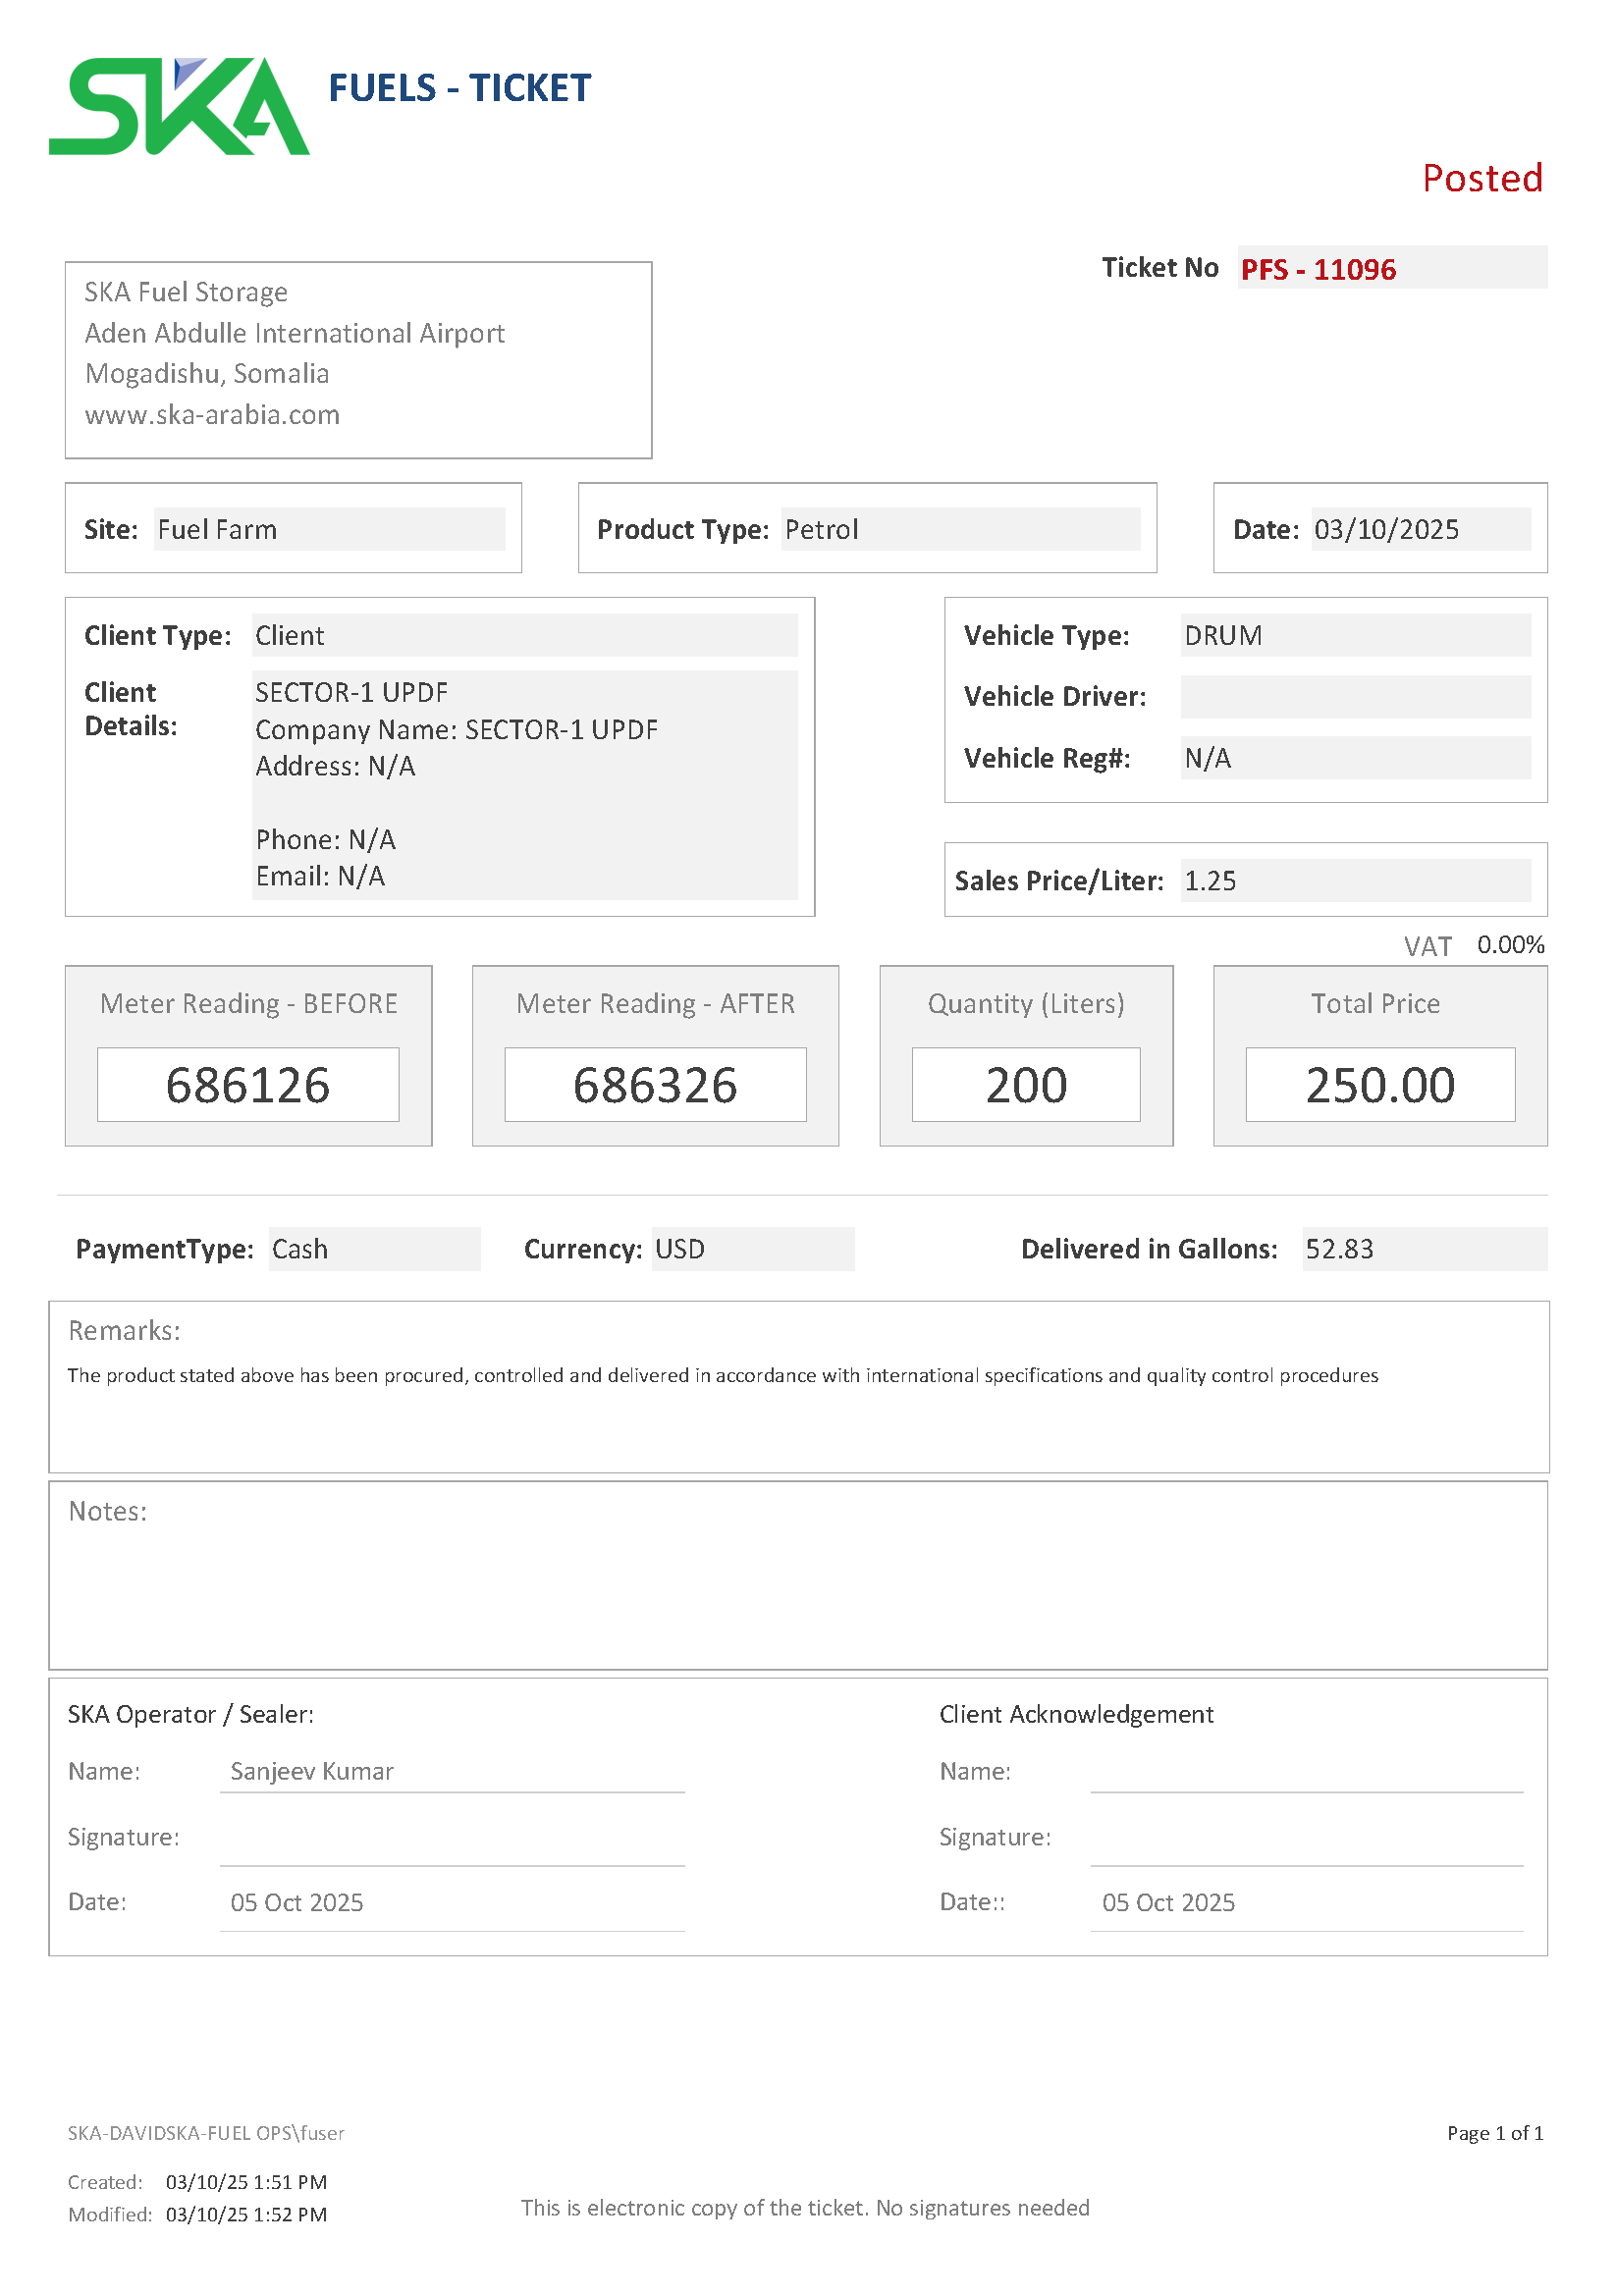 SKA FUELS - TICKET
Posted
Ticket No PFS - 11096
SKA Fuel Storage
Aden Abdulle International Airport
Mogadishu, Somalia
www.ska-arabia.com
Site: Fuel Farm Product Type: Petrol Date: 03/10/2025
Client Type: Client
Client Details: SECTOR-1 UPDF
Company Name: SECTOR-1 UPDF
Address: N/A
Phone: N/A
Email: N/A
Vehicle Type: DRUM
Vehicle Driver:
Vehicle Reg#: N/A
Sales Price/Liter: 1.25
VAT 0.00%
Meter Reading - BEFORE Meter Reading - AFTER Quantity (Liters) Total Price
686126 686326 200 250.00
PaymentType: Cash Currency: USD Delivered in Gallons: 52.83
Remarks:
The product stated above has been procured, controlled and delivered in accordance with international specifications and quality control procedures
Notes:
SKA Operator / Sealer: Client Acknowledgement
Name: Sanjeev Kumar Name:
Signature: Signature:
Date: 05 Oct 2025 Date:: 05 Oct 2025
SKA-DAVIDSKA-FUEL OPS\fuser Page 1 of 1
Created: 03/10/25 1:51 PM
Modified: 03/10/25 1:52 PM
This is electronic copy of the ticket. No signatures needed